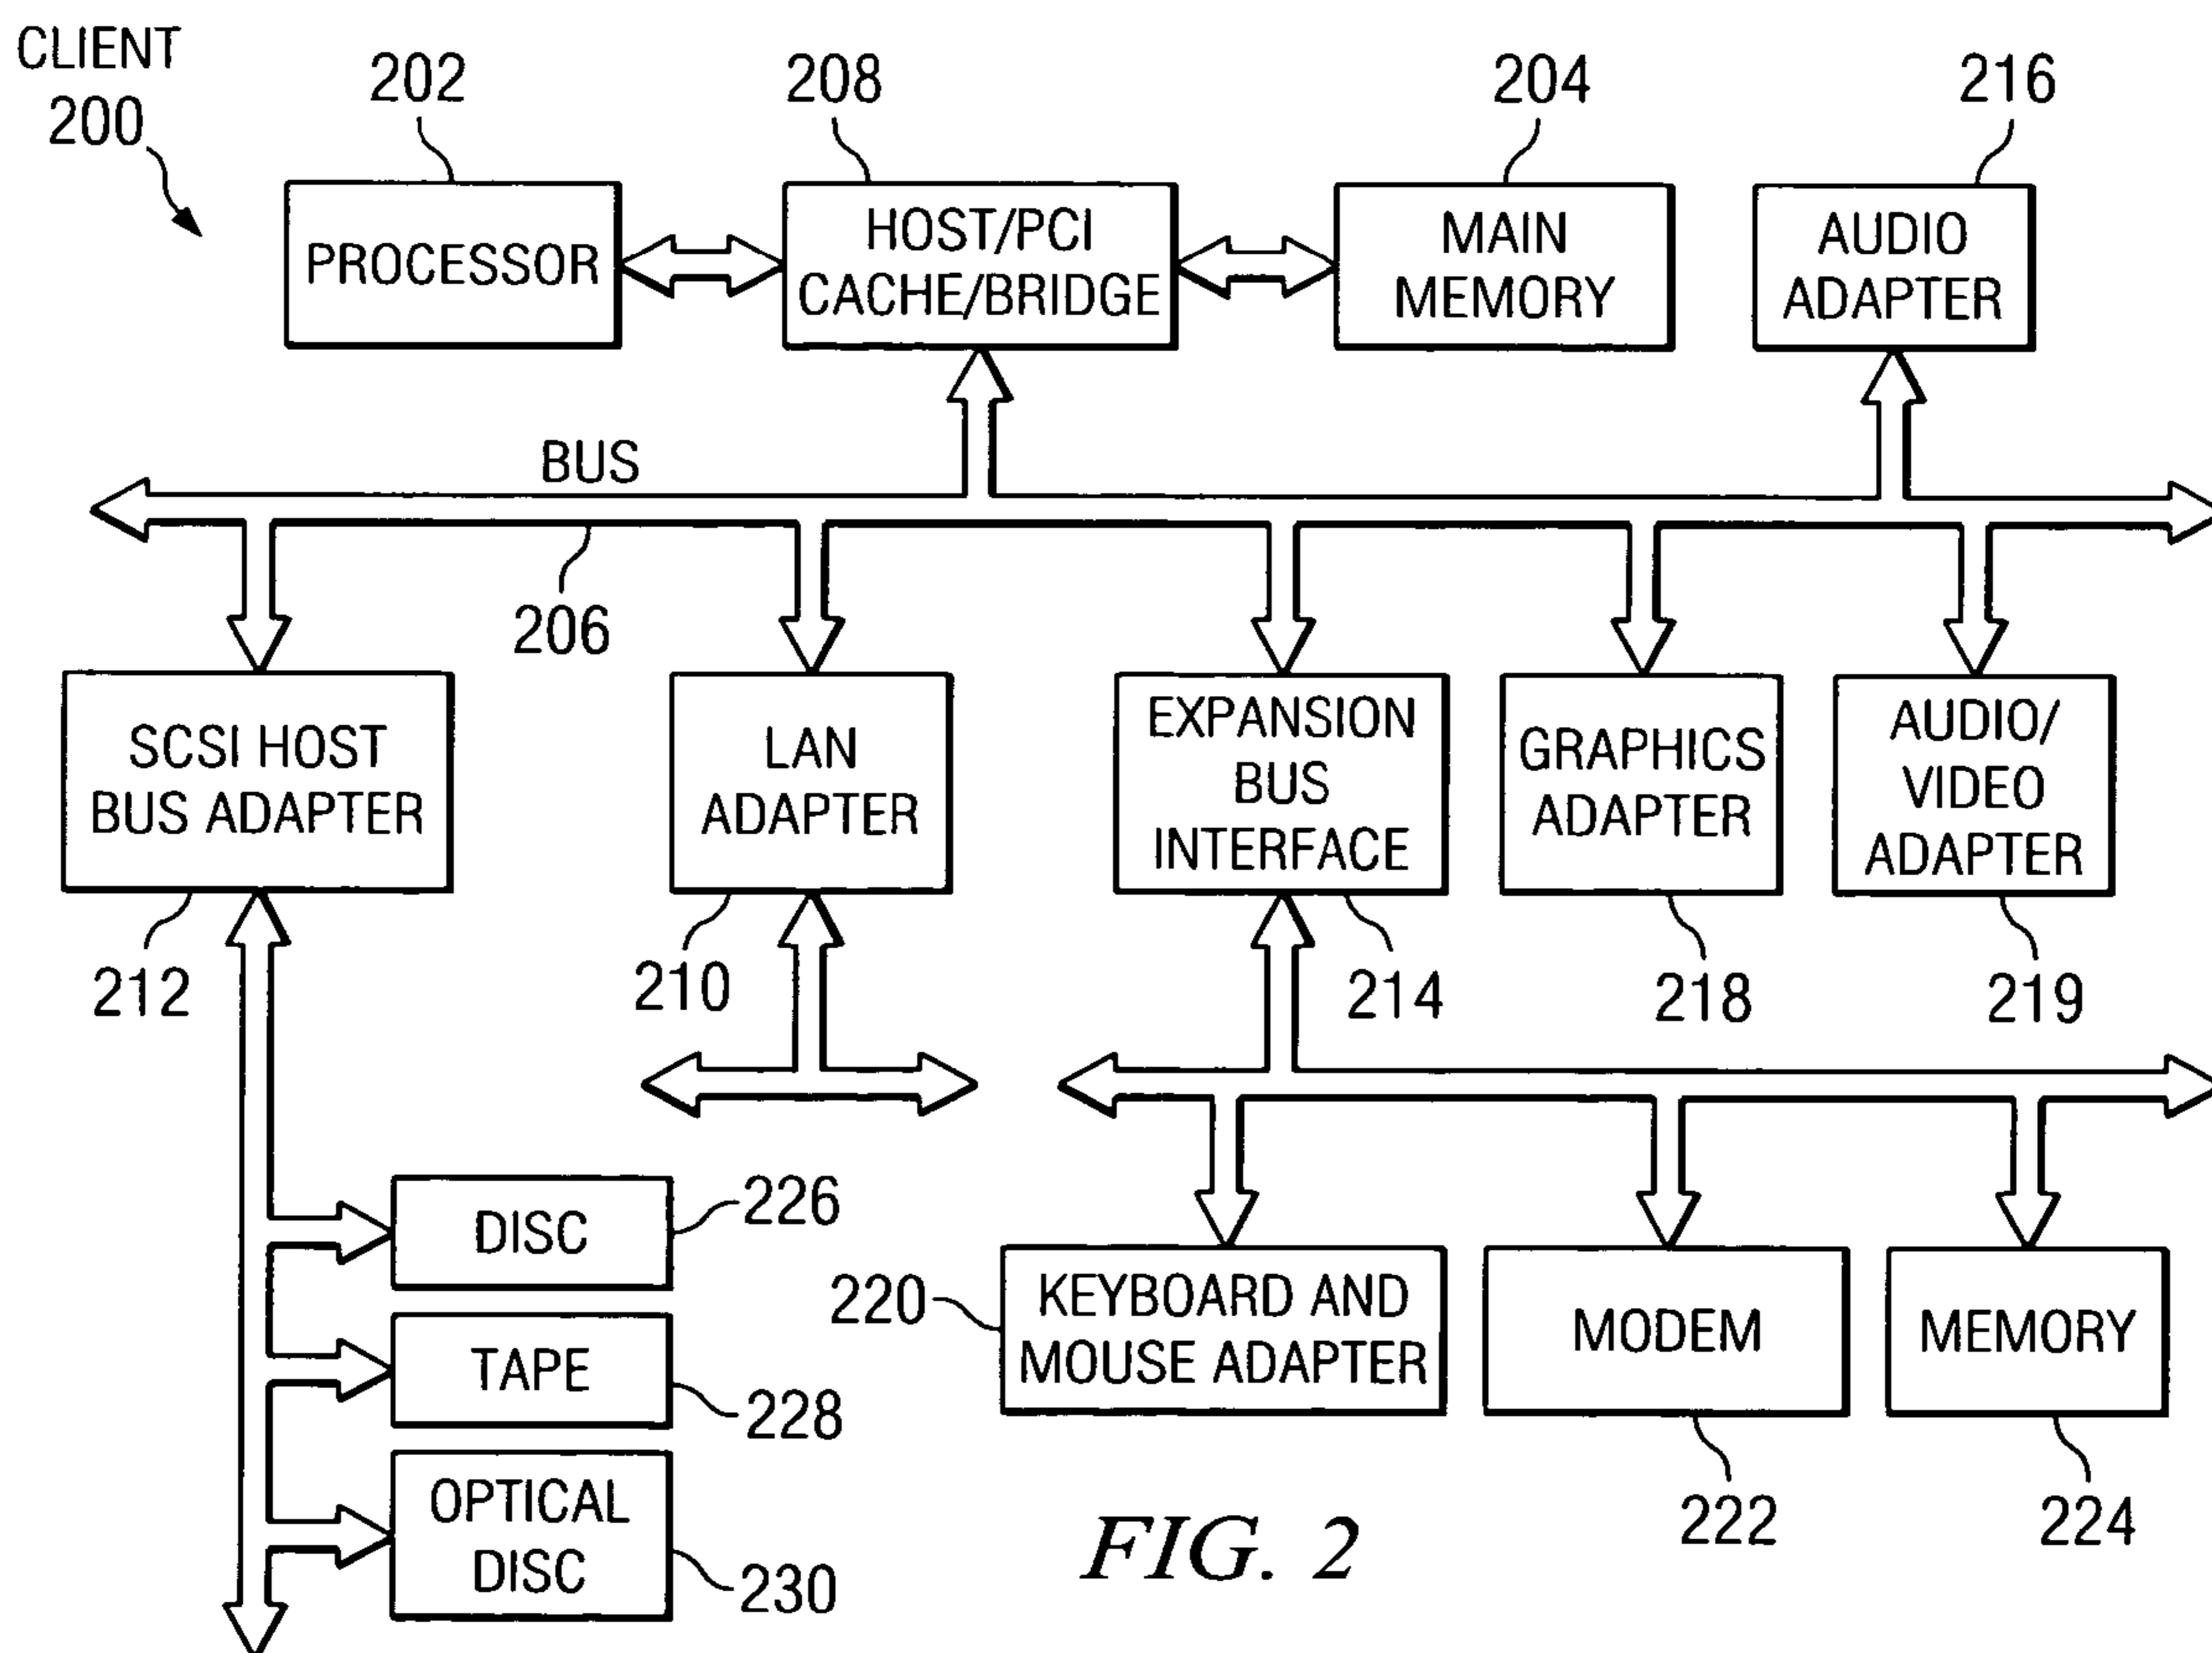 CLIENT
200
202
208
204
216
PROCESSOR
HOST/PCI
CACHE/BRIDGE
MAIN
MEMORY
AUDIO
ADAPTER
BUS
206
SCSI HOST
BUS ADAPTER
LAN
ADAPTER
EXPANSION
BUS
INTERFACE
GRAPHICS
ADAPTER
AUDIO/
VIDEO
ADAPTER
212
210
214
218
219
DISC
226
TAPE
228
OPTICAL
DISC
230
220
KEYBOARD AND
MOUSE ADAPTER
MODEM
MEMORY
222
224
FIG. 2